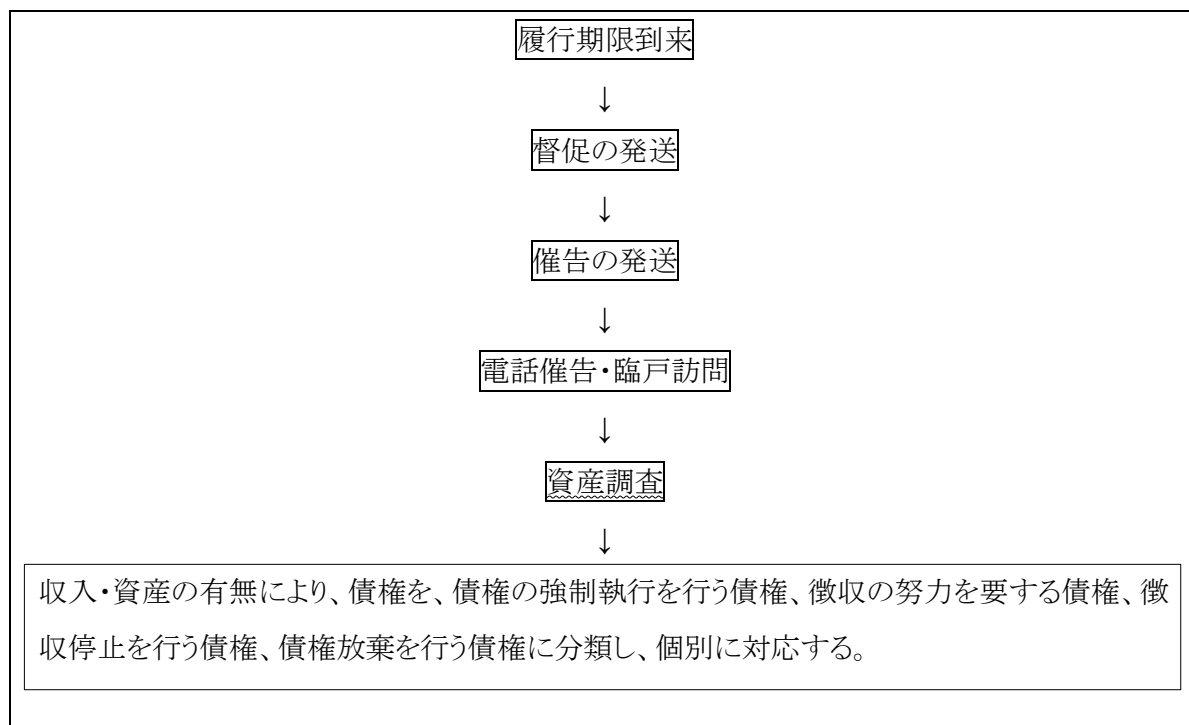 履行期限到来
↓
督促の発送
↓
催告の発送
↓
電話催告・臨戸訪問
↓
資産調査
↓
収入・資産の有無により、債権を、債権の強制執行を行う債権、徴収の努力を要する債権、徴
収停止を行う債権、債権放棄を行う債権に分類し、個別に対応する。